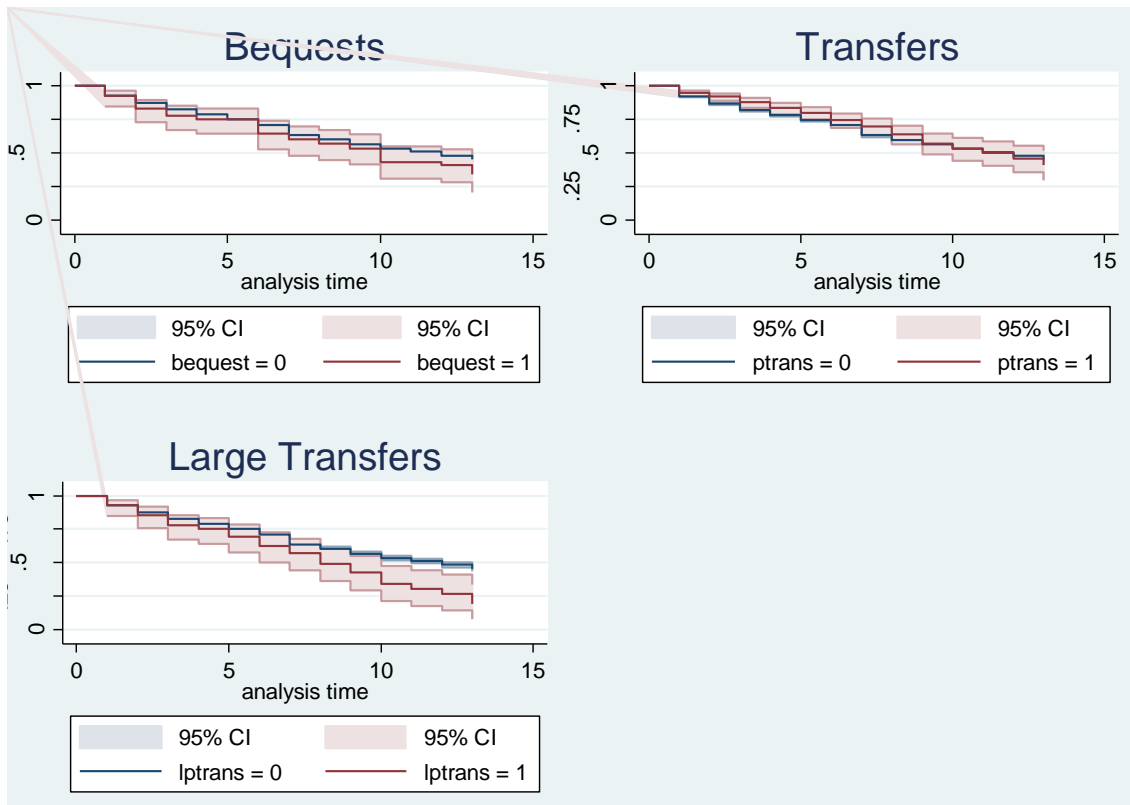 Bequests
1
.5
0
0 5 10 15
analysis time
95% CI 95% CI
bequest = 0 bequest = 1
Transfers
1
.75
.5
.25
0
0 5 10 15
analysis time
95% CI 95% CI
ptrans = 0 ptrans = 1
Large Transfers
1
.5
0
0 5 10 15
analysis time
95% CI 95% CI
lptrans = 0 lptrans = 1